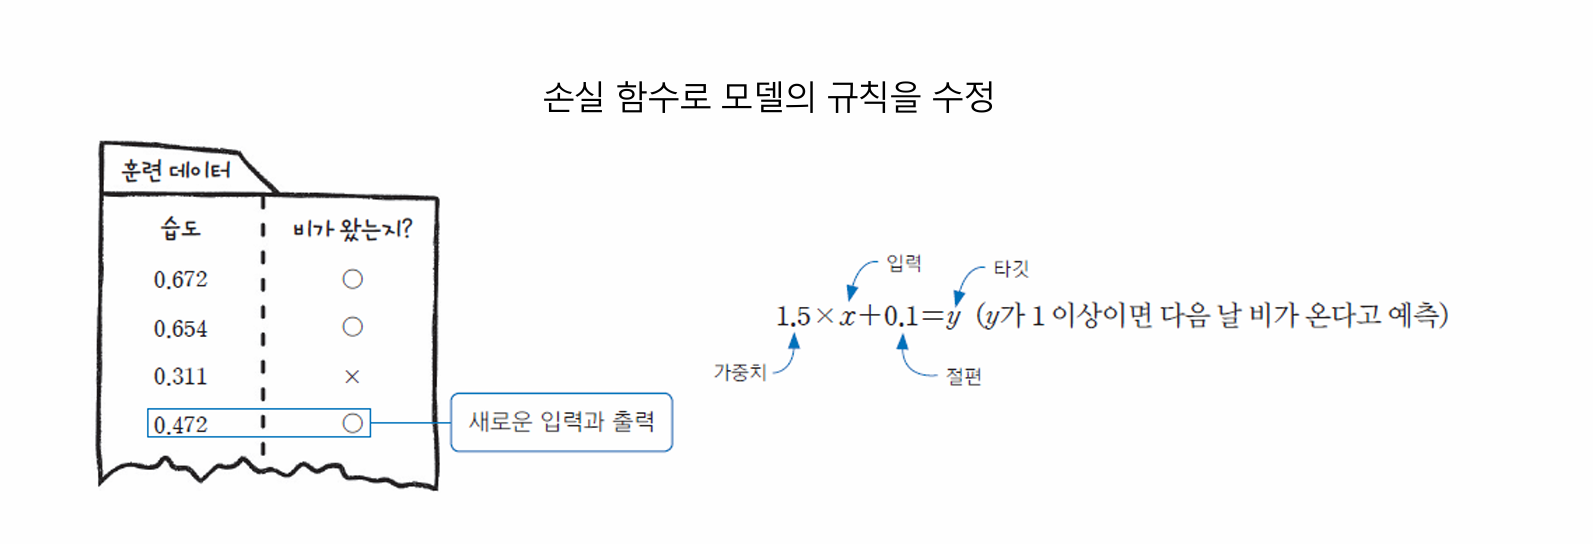 손실 함수로 모델의 규칙을 수정
훈련 데이터
습도 비가 왔는지?
0.672 ○
0.654 ○
0.311 ×
0.472 ○
새로운 입력과 출력
입력
타깃
1.5×x+0.1=y (y가 1 이상이면 다음 날 비가 온다고 예측)
가중치
절편